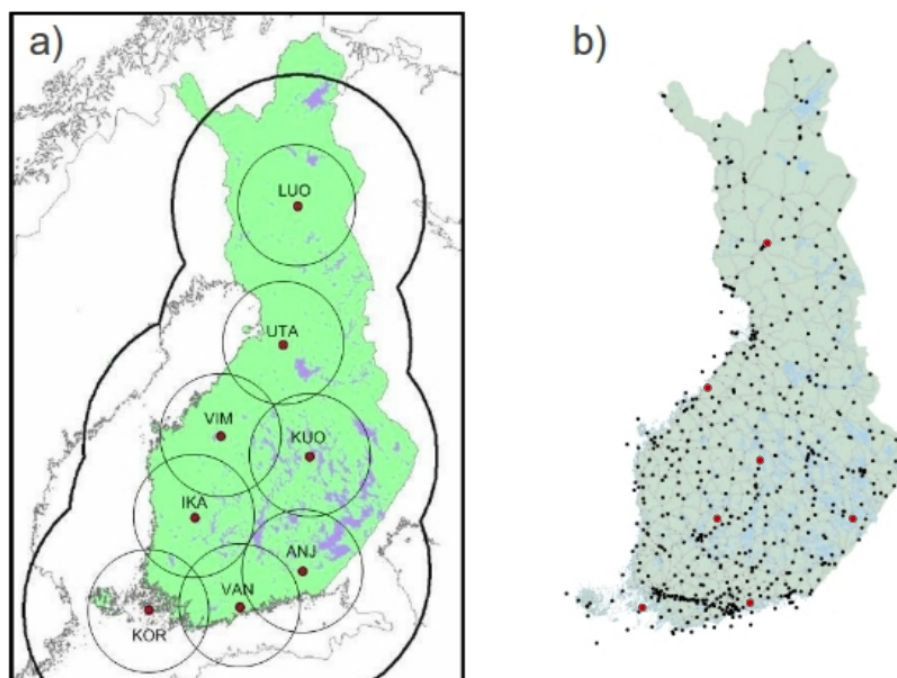 a)
b)
LUO
UTA
VIM
KUO
IKA
ANJ
VAN
KOR